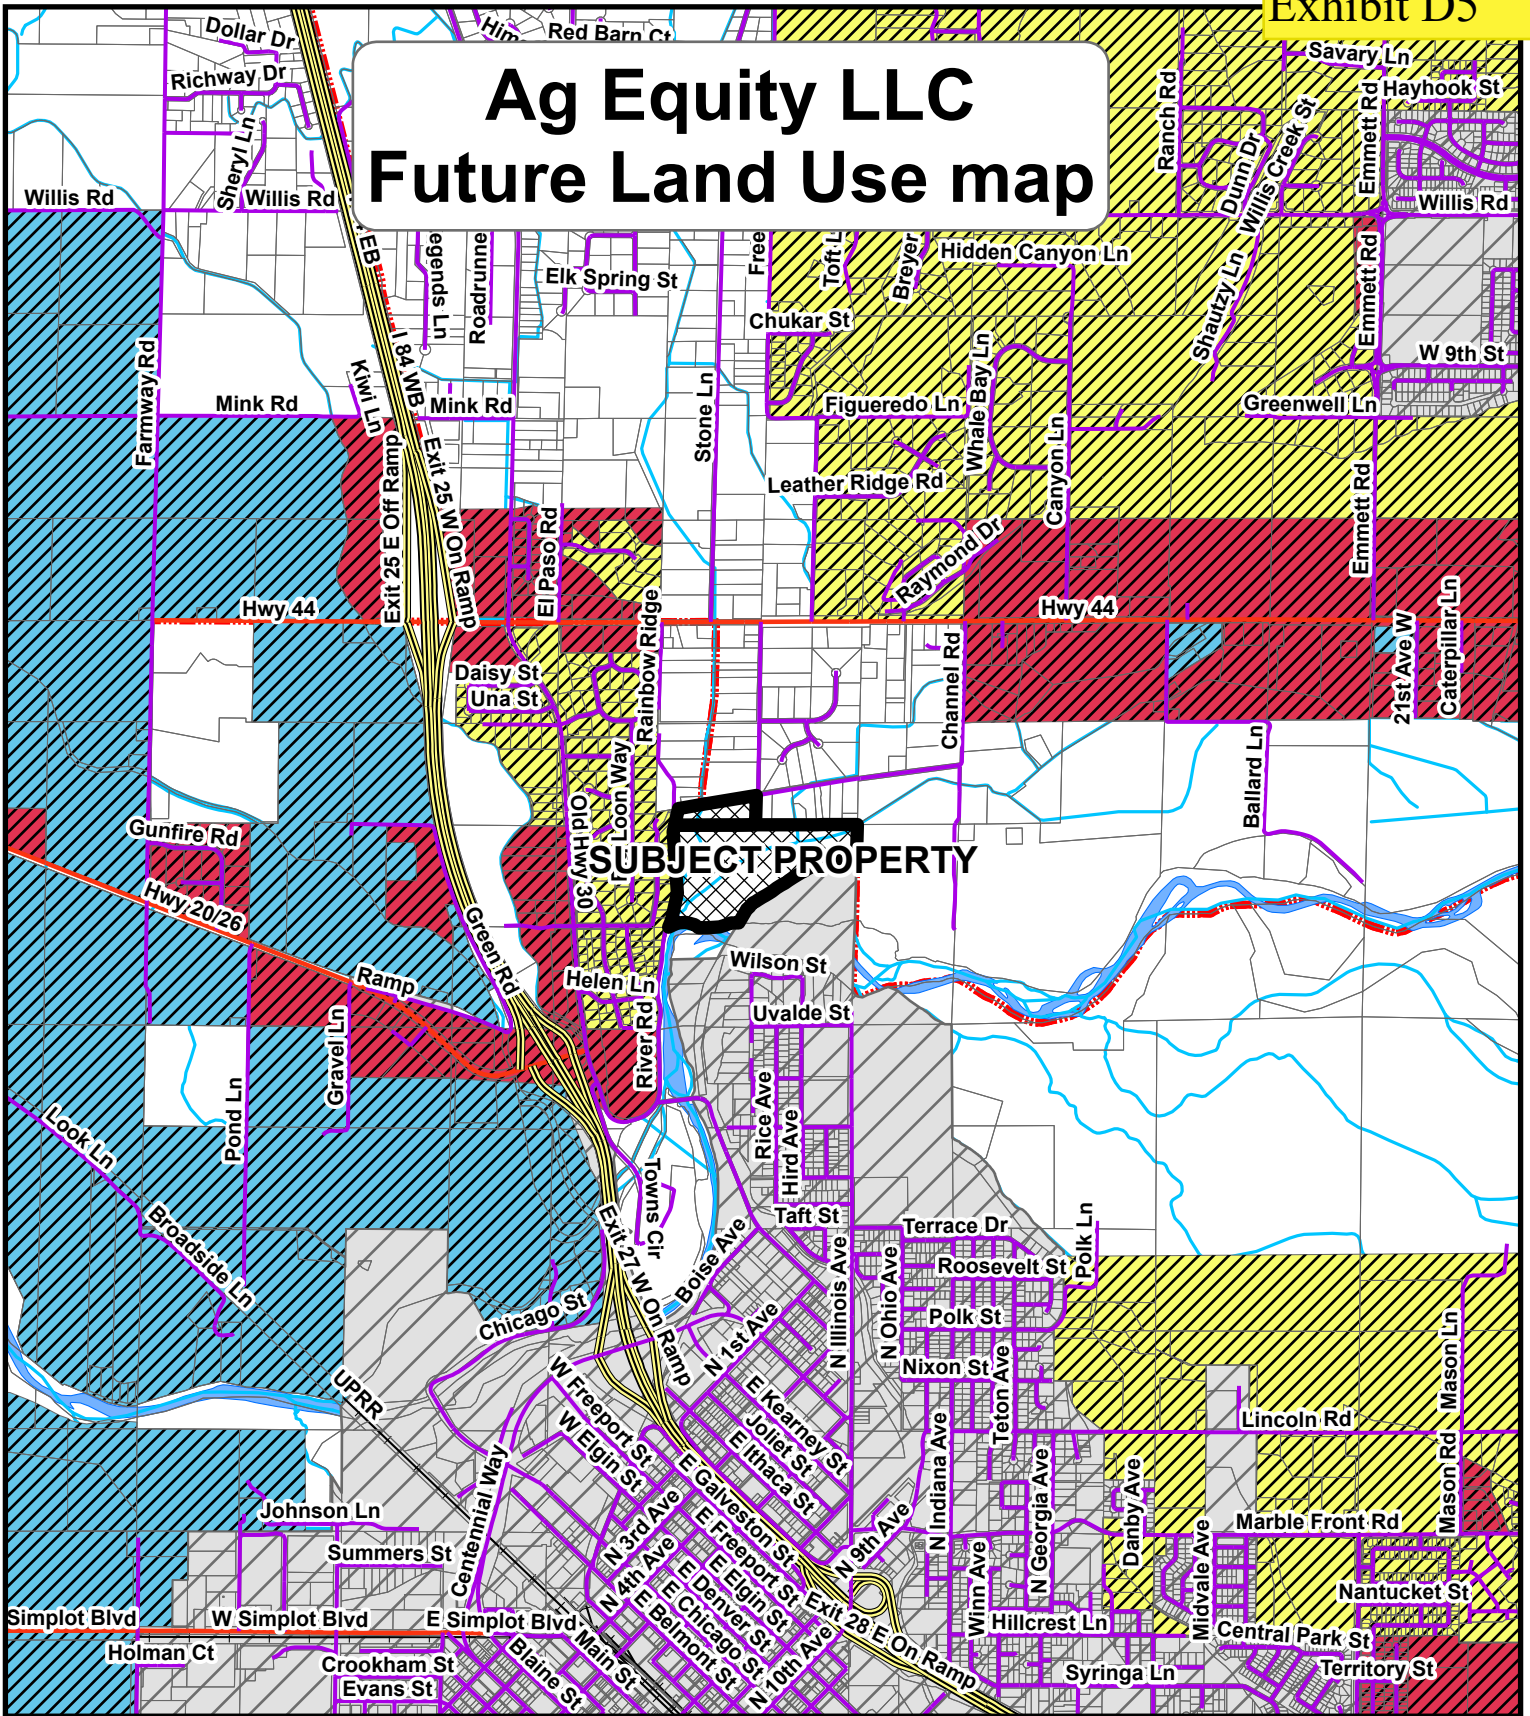 Exhibit D5
Ag Equity LLC
Future Land Use map
Dollar Dr
Red Barn Ct
Savary Ln
Richway Dr
Hayhook St
Ranch Rd
Emmett Rd
Sheryl Ln
Dunn Dr
Willis Creek St
Willis Rd
Willis Rd
Willis Rd
Elk Spring St
Roadrunne
egends Ln
Free
Toft L
Breyer
Hidden Canyon Ln
Shautzy Ln
Emmett Rd
Chukar St
I 84 WB
EB
W 9th St
Farmway Rd
Kiwi Ln
Mink Rd
Mink Rd
Stone Ln
Figueredo Ln
Whale Bay Ln
Greenwell Ln
Exit 25 E Off Ramp
Exit 25 W On Ramp
Leather Ridge Rd
Canyon Ln
Emmett Rd
El Paso Rd
Raymond Dr
Hwy 44
Hwy 44
Rainbow Ridge
Channel Rd
21st Ave W
Caterpillar Ln
Daisy St
Una St
Loon Way
Old Hwy 30
Ballard Ln
Gunfire Rd
SUBJECT PROPERTY
Hwy 20/26
Green Rd
Wilson St
Ramp
Helen Ln
Uvalde St
River Rd
Gravel Ln
Pond Ln
Rice Ave
Hird Ave
Look Ln
Towns Cir
Taft St
Terrace Dr
Polk Ln
Broadside Ln
Exit 27 W On Ramp
Boise Ave
N Illinois Ave
N Ohio Ave
Roosevelt St
Chicago St
Polk St
N 1st Ave
Nixon St
Teton Ave
Mason Ln
UPRR
W Freeport St
W Elgin St
E Kearney St
Joliet St
E Ithaca St
Lincoln Rd
N Indiana Ave
E Galveston St
Centennial Way
N Georgia Ave
Danby Ave
Mason Rd
Johnson Ln
N 3rd Ave
N 9th Ave
Marble Front Rd
Summers St
N 4th Ave
E Freeport St
E Elgin St
E Denver St
E Chicago St
E Belmont St
Winn Ave
Midvale Ave
Nantucket St
Simplot Blvd
W Simplot Blvd
E Simplot Blvd
Exit 28 E On Ramp
Hillcrest Ln
Central Park St
Holman Ct
Crookham St
Evans St
Blaine St
Main St
N 10th Ave
Syringa Ln
Territory St